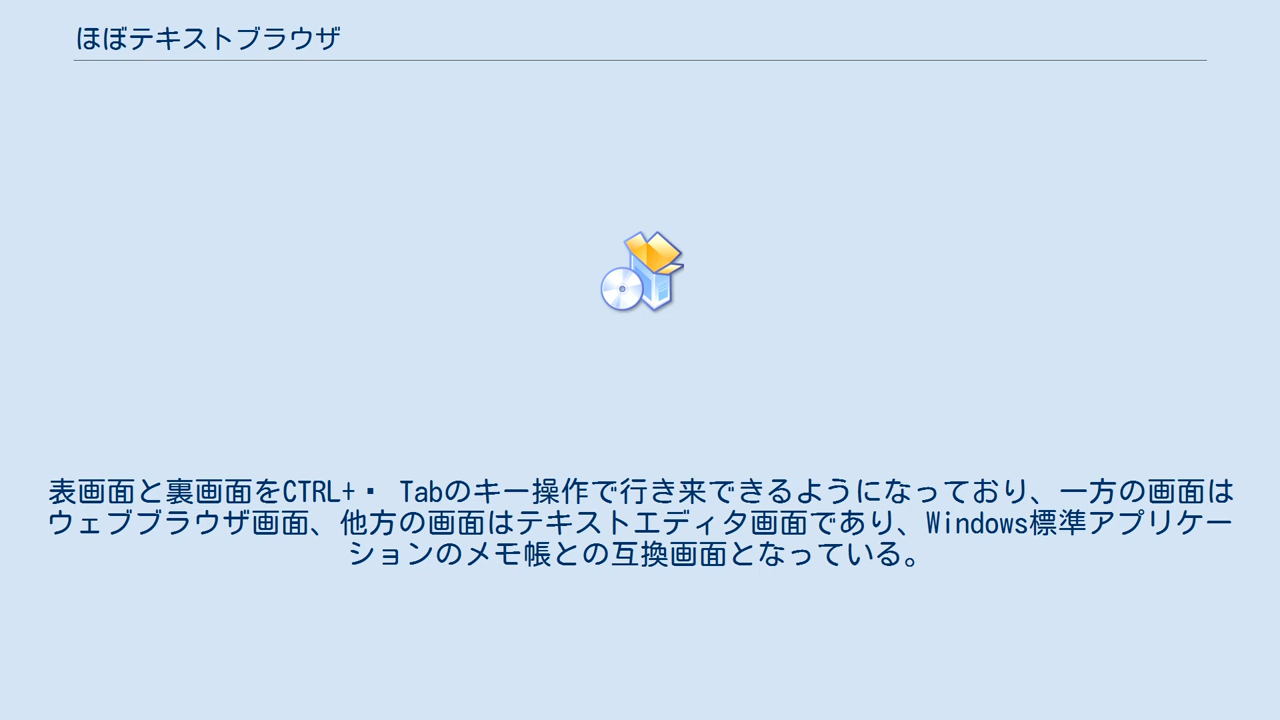 ほぼテキストブラウザ
表画面と裏画面をCTRL+・ Tabのキー操作で行き来できるようになっており、一方の画面は
ウェブブラウザ画面、他方の画面はテキストエディタ画面であり、Windows標準アプリケー
ションのメモ帳との互換画面となっている。